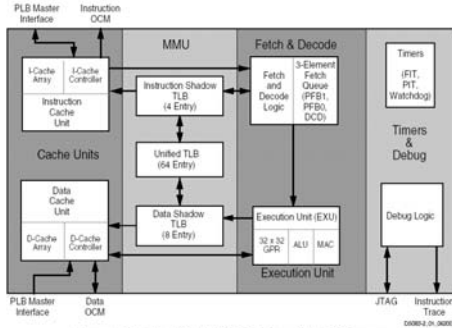 PLB Master
Interface
Instruction
OCM
MMU
Fetch & Decode
I-Cache
Array
I-Cache
Controller
Instruction
Cache
Unit
Instruction Shadow
TLB
(4 Entry)
Fetch
and
Decode
Logic
3-Element
Fetch
Queue
(PFB1,
PFB0,
DCD)
Timers
(FIT,
PIT,
Watchdog)
Cache Units
Unified TLB
(64 Entry)
Timers
&
Debug
Data
Cache
Unit
D-Cache
Array
D-Cache
Controller
Data Shadow
TLB
(8 Entry)
Execution Unit (EXU)
32 x 32
GPR
ALU
MAC
Execution Unit
Debug Logic
PLB Master
Interface
Data
OCM
JTAG
Instruction
Trace